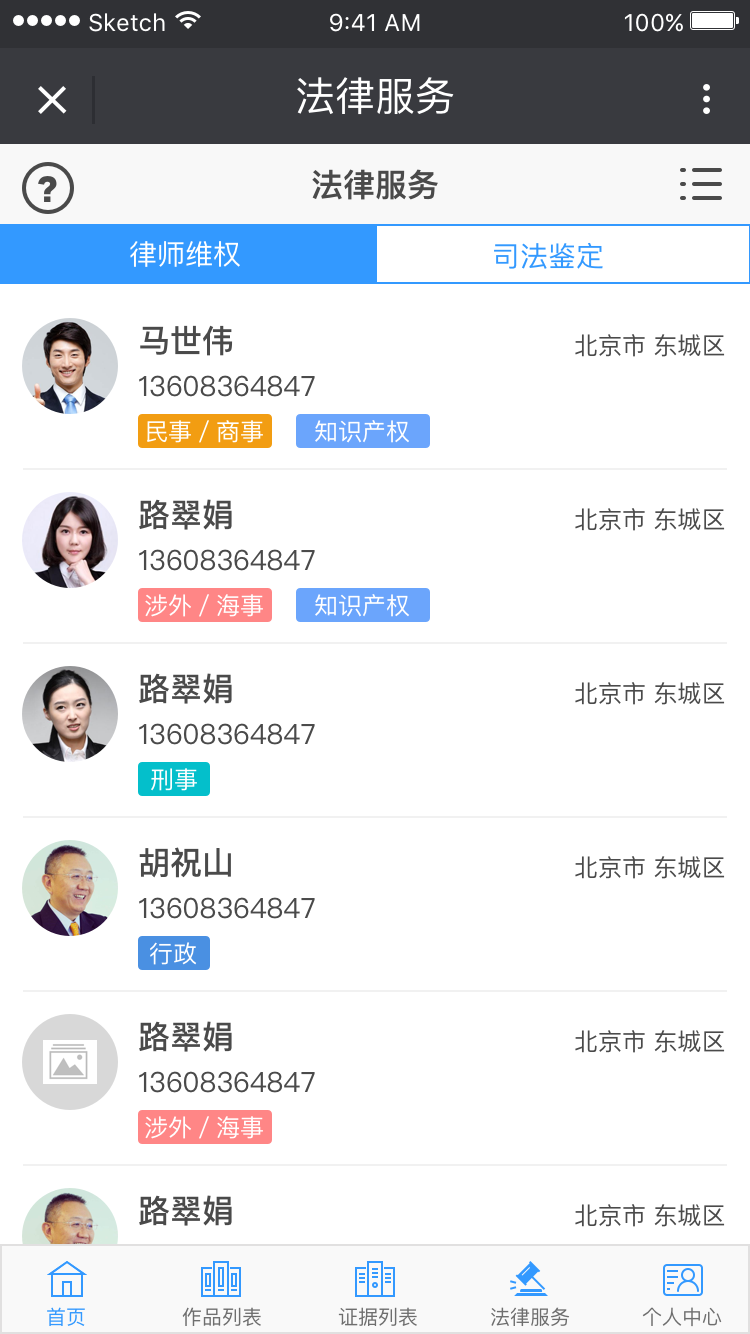 Sketch 9:41 AM 100%
法律服务
? 法律服务
律师维权 司法鉴定
马世伟 北京市 东城区
13608364847
民事 / 商事 知识产权
路翠娟 北京市 东城区
13608364847
涉外 / 海事 知识产权
路翠娟 北京市 东城区
13608364847
刑事
胡祝山 北京市 东城区
13608364847
行政
路翠娟 北京市 东城区
13608364847
涉外 / 海事
路翠娟 北京市 东城区
首页 作品列表 证据列表 法律服务 个人中心